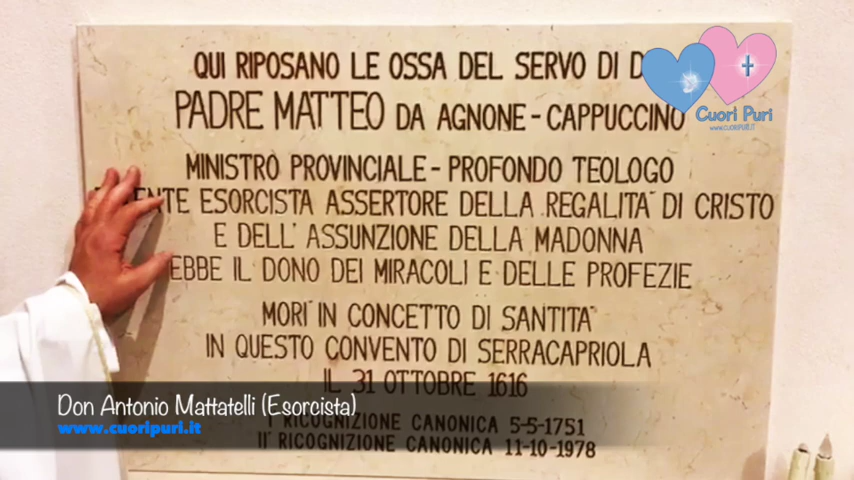 QUI RIPOSANO LE OSSA DEL SERVO DI D
PADRE MATTEO DA AGNONE - CAPPUCCINO
MINISTRO PROVINCIALE - PROFONDO TEOLOGO
ESORCISTA ASSERTORE DELLA REGALITA' DI CRISTO
E DELL' ASSUNZIONE DELLA MADONNA
EBBE IL DONO DEI MIRACOLI E DELLE PROFEZIE
MORI' IN CONCETTO DI SANTITA'
IN QUESTO CONVENTO DI SERRACAPRIOLA
IL 31 OTTOBRE 1616
I' RICOGNIZIONE CANONICA 5-5-1751
II' RICOGNIZIONE CANONICA 11-10-1978
Cuori Puri
www.cuoripuri.it
Don Antonio Mattatelli (Esorcista)
www.cuoripuri.it